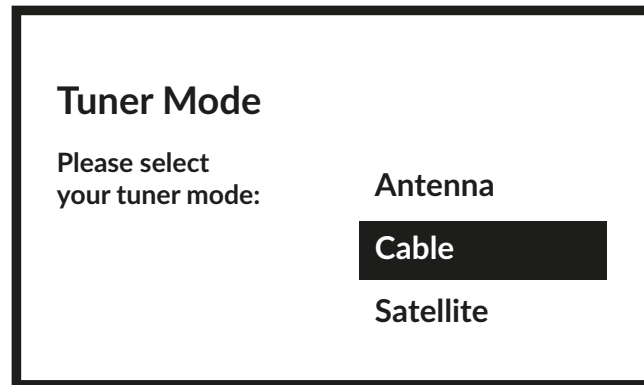 Tuner Mode
Please select
your tuner mode:
Antenna
Cable
Satellite